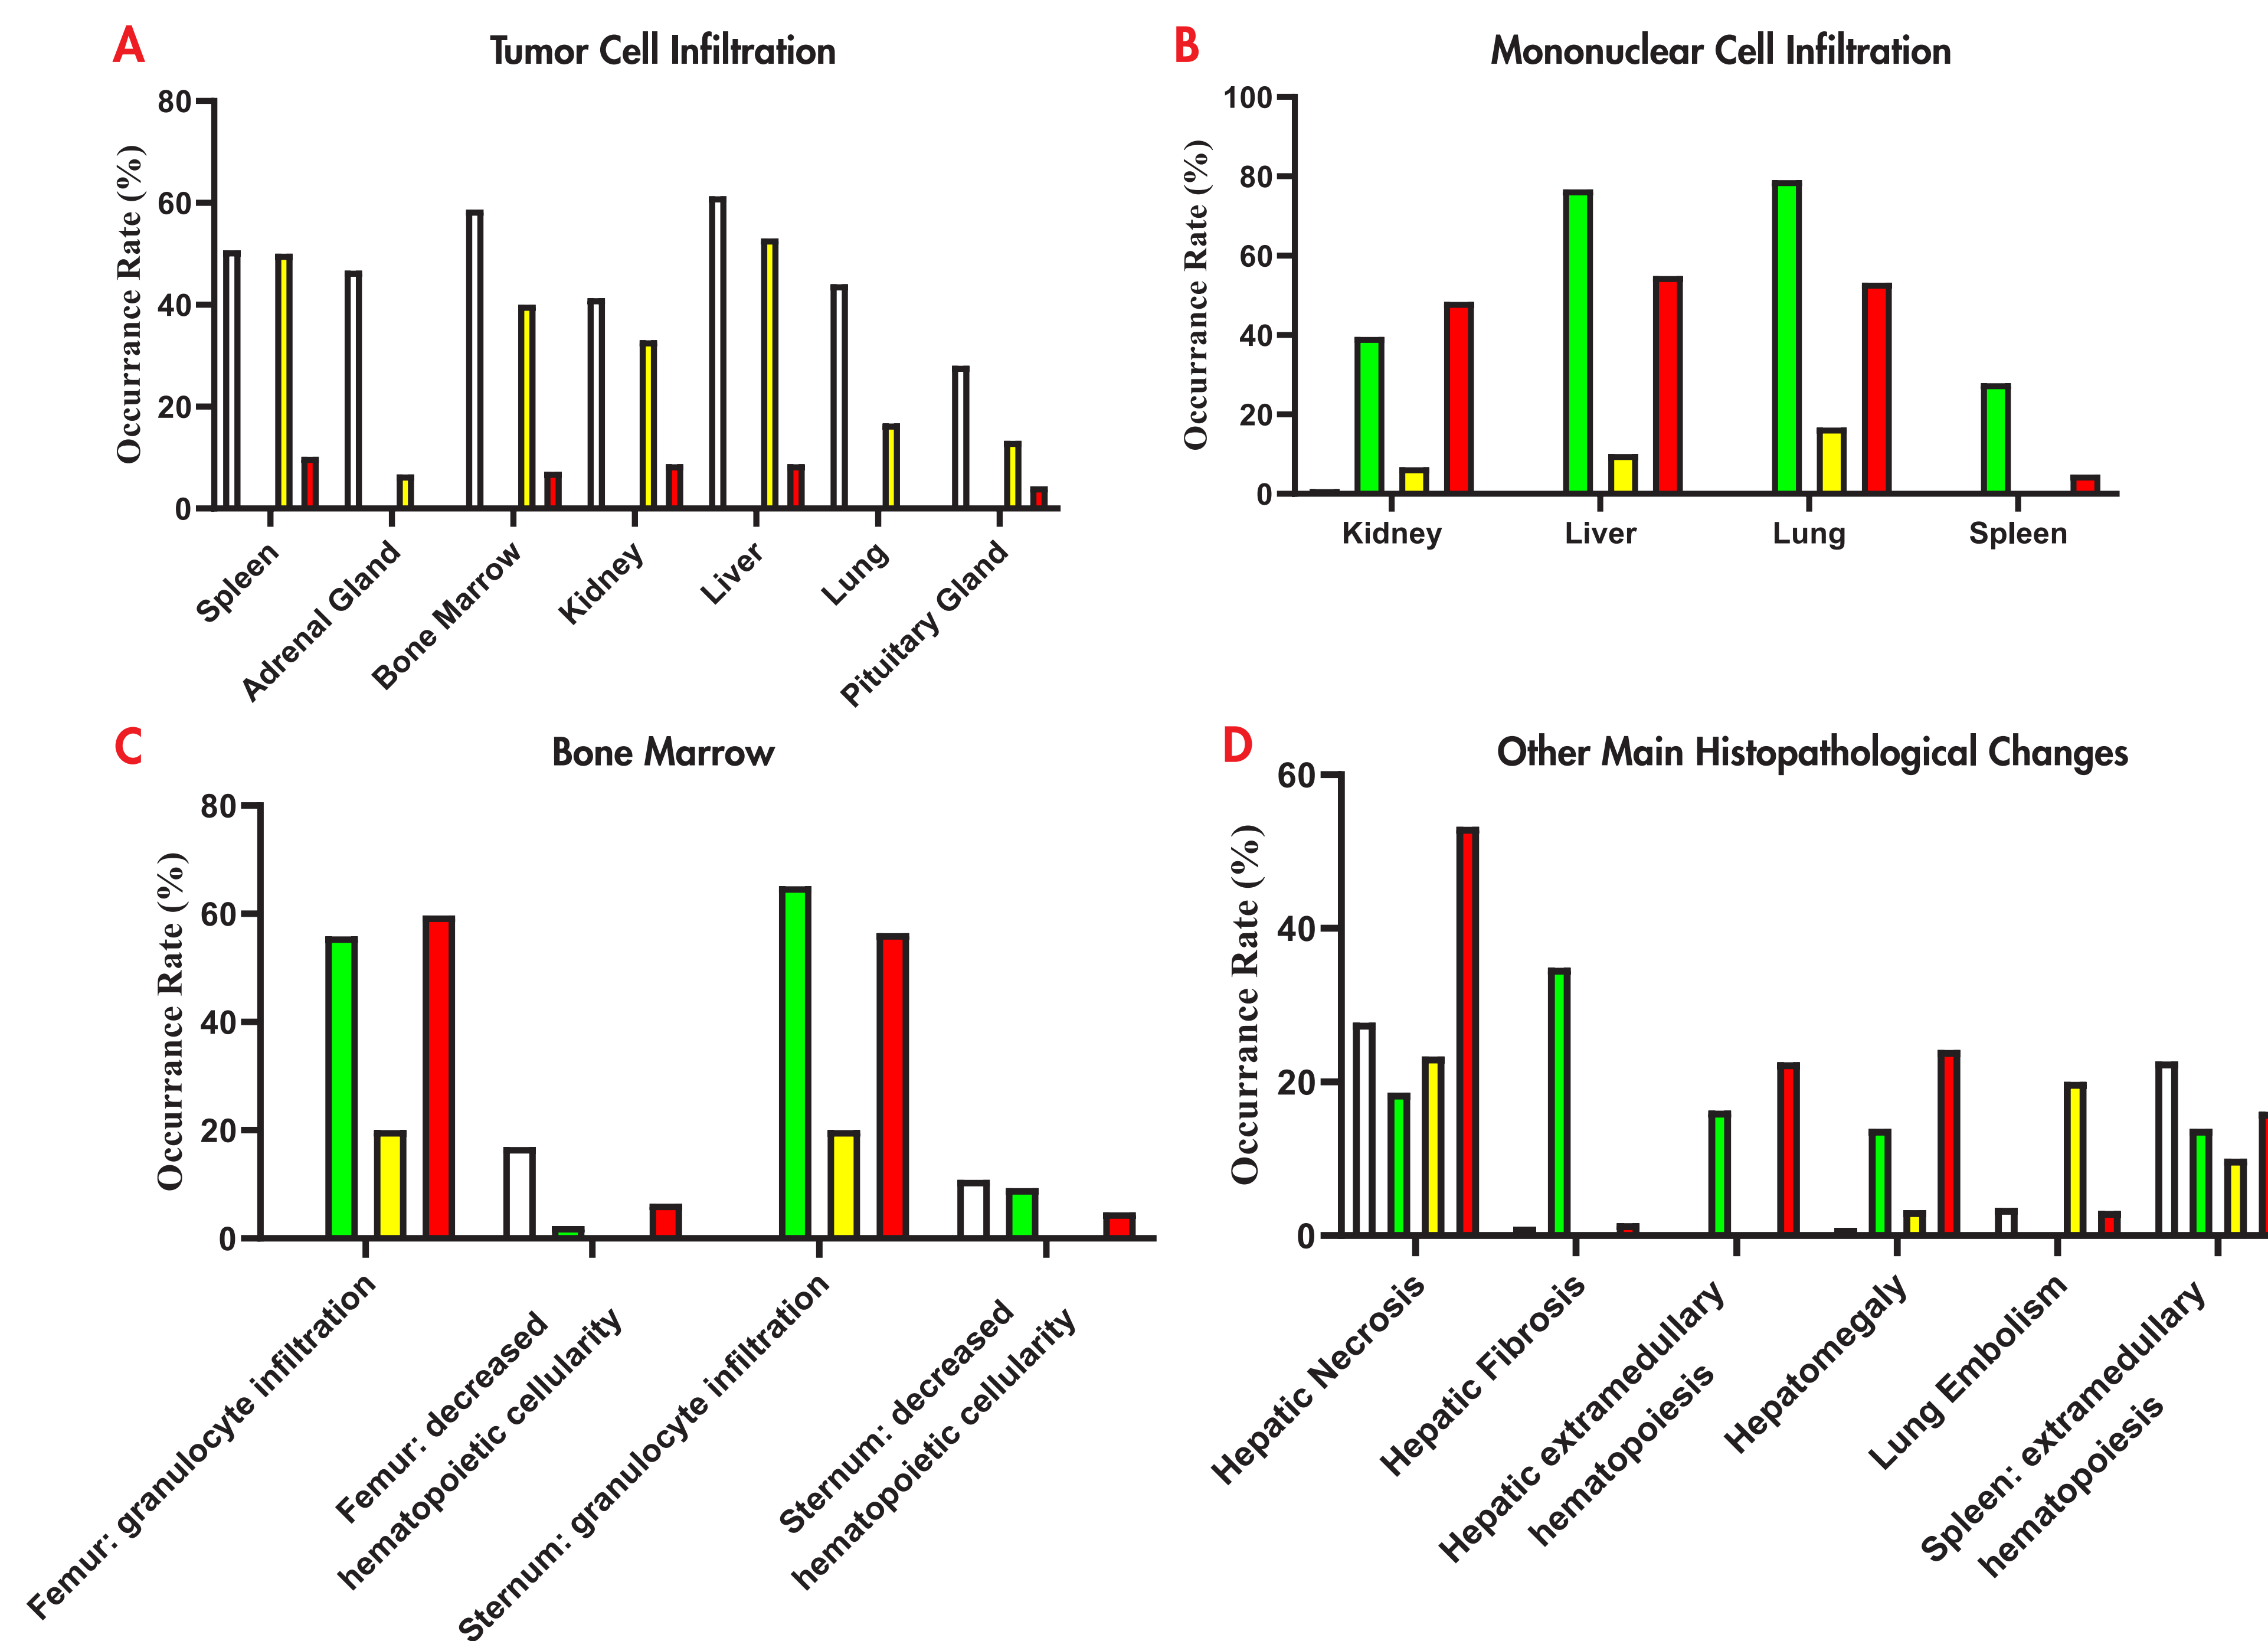 A
Tumor Cell Infiltration
Occurrance Rate (%)
80
60
40
20
0
Spleen
Adrenal Gland
Bone Marrow
Kidney
Liver
Lung
Pituitary Gland
B
Mononuclear Cell Infiltration
Occurrance Rate (%)
100
80
60
40
20
0
Kidney
Liver
Lung
Spleen
C
Bone Marrow
Occurrance Rate (%)
80
60
40
20
0
Femur: granulocyte infiltration
Femur: decreased
hematopoietic cellularity
Sternum: granulocyte infiltration
Sternum: decreased
hematopoietic cellularity
D
Other Main Histopathological Changes
Occurrance Rate (%)
60
40
20
0
Hepatic Necrosis
Hepatic Fibrosis
Hepatic extramedullary
hematopoiesis
Hepatomegaly
Lung Embolism
Spleen: extramedullary
hematopoiesis